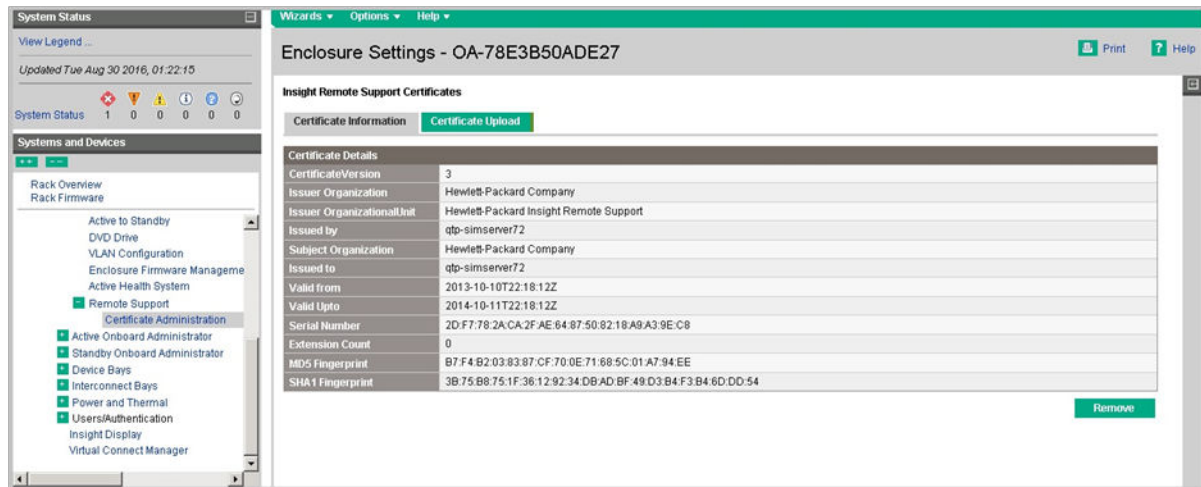 System Status
View Legend ...
Updated Tue Aug 30 2016, 01:22:15
System Status 1 0 0 0 0 0
Systems and Devices
Rack Overview
Rack Firmware
Active to Standby
DVD Drive
VLAN Configuration
Enclosure Firmware Manageme
Active Health System
Remote Support
Certificate Administration
Active Onboard Administrator
Standby Onboard Administrator
Device Bays
Interconnect Bays
Power and Thermal
Users/Authentication
Insight Display
Virtual Connect Manager
Wizards Options Help
Enclosure Settings - OA-78E3B50ADE27
Print Help
Insight Remote Support Certificates
Certificate Information Certificate Upload
Certificate Details
CertificateVersion 3
Issuer Organization Hewlett-Packard Company
Issuer OrganizationalUnit Hewlett-Packard Insight Remote Support
Issued by qtp-simserver72
Subject Organization Hewlett-Packard Company
Issued to qtp-simserver72
Valid from 2013-10-10T22:18:12Z
Valid Upto 2014-10-11T22:18:12Z
Serial Number 2D:F7:78:2A:CA:2F:AE:64:87:50:82:18:A9:A3:9E:C8
Extension Count 0
MD5 Fingerprint B7:F4:B2:03:83:87:CF:70:0E:71:68:5C:01:A7:94:EE
SHA1 Fingerprint 3B:75:B8:75:1F:36:12:92:34:DB:AD:BF:49:D3:B4:F3:B4:6D:DD:54
Remove